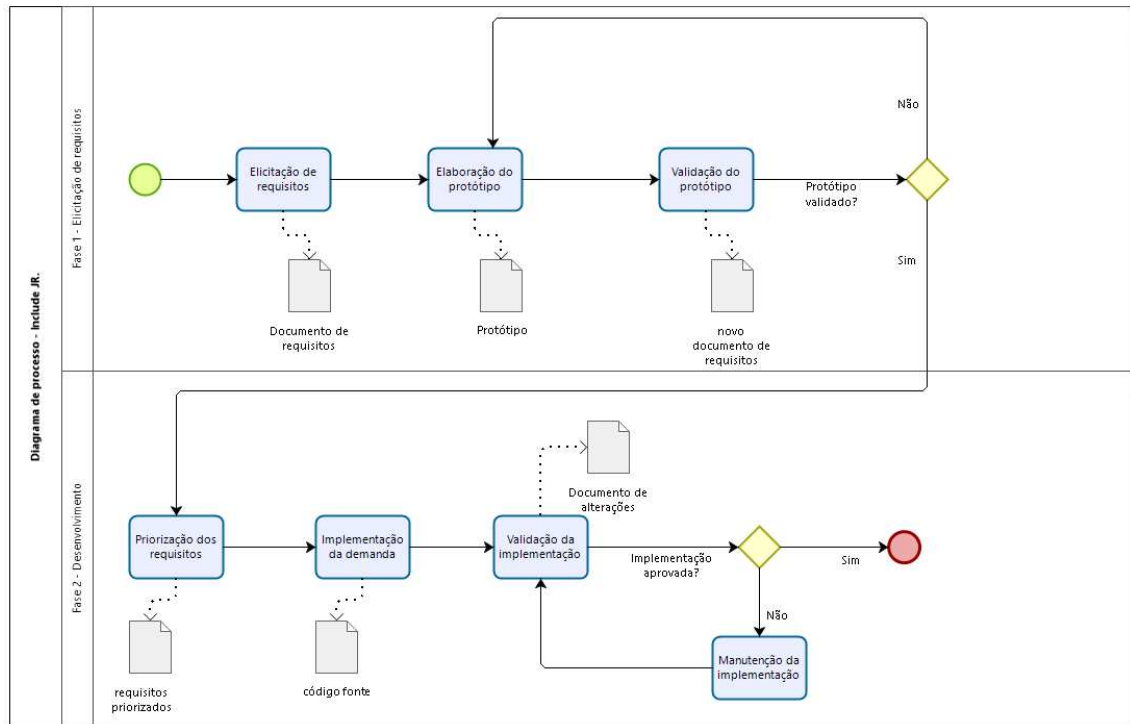 Diagrama de processo - Include JR.
Fase 1 - Elicitação de requisitos
Não
Elicitação de
requisitos
Elaboração do
protótipo
Validação do
protótipo
Protótipo
validado?
Sim
Documento de
requisitos
Protótipo
novo
documento de
requisitos
Fase 2 - Desenvolvimento
Documento de
alterações
Priorização dos
requisitos
Implementação
da demanda
Validação da
implementação
Implementação
aprovada?
Sim
Não
Manutenção da
implementação
requisitos
priorizados
código fonte